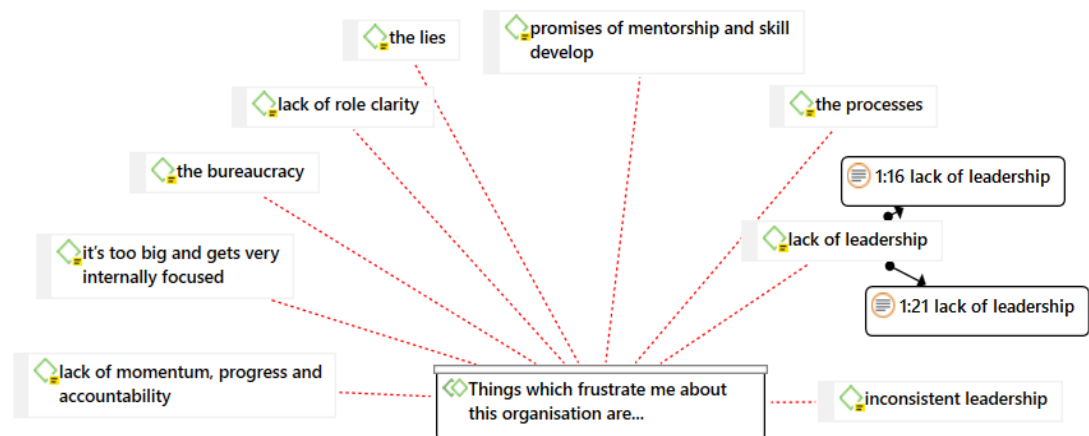 the lies
promises of mentorship and skill
develop
lack of role clarity
the processes
the bureaucracy
1:16 lack of leadership
lack of leadership
it's too big and gets very
internally focused
1:21 lack of leadership
lack of momentum, progress and
accountability
Things which frustrate me about
this organisation are...
inconsistent leadership